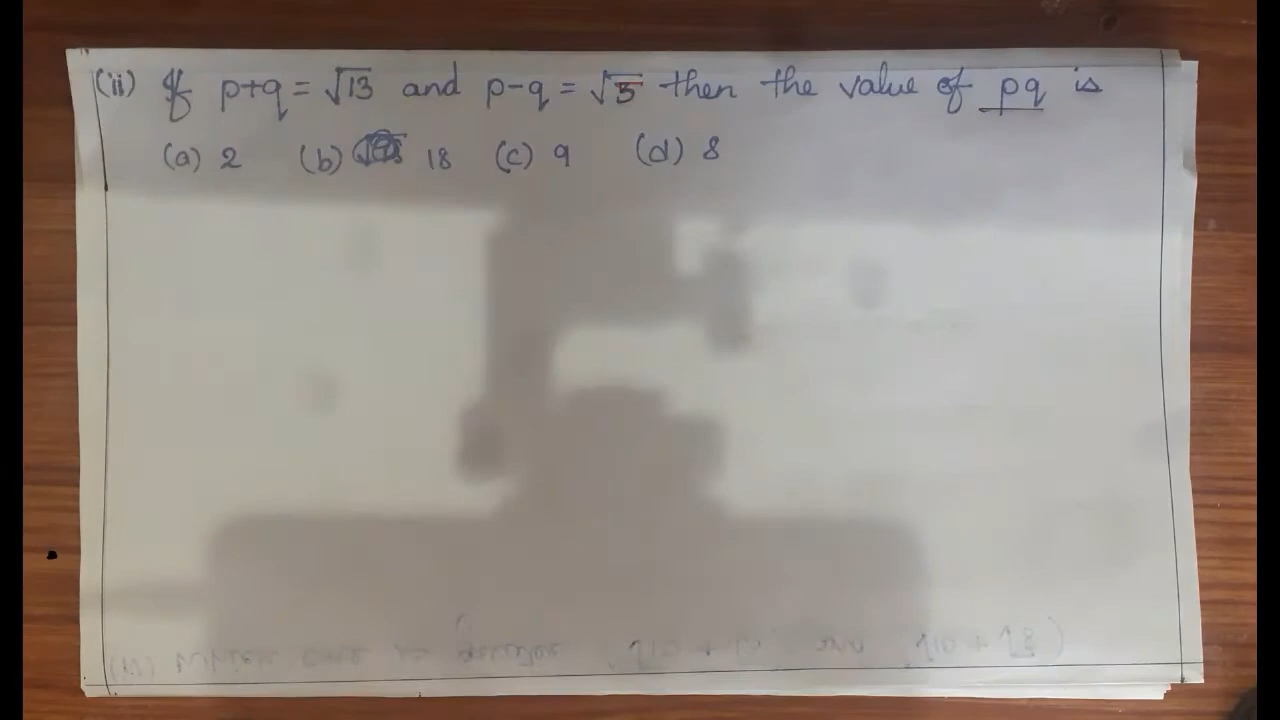 (ii) If p+q = √13 and p-q = √5 then the value of pq is
(a) 2 (b) 18 (c) 9 (d) 8